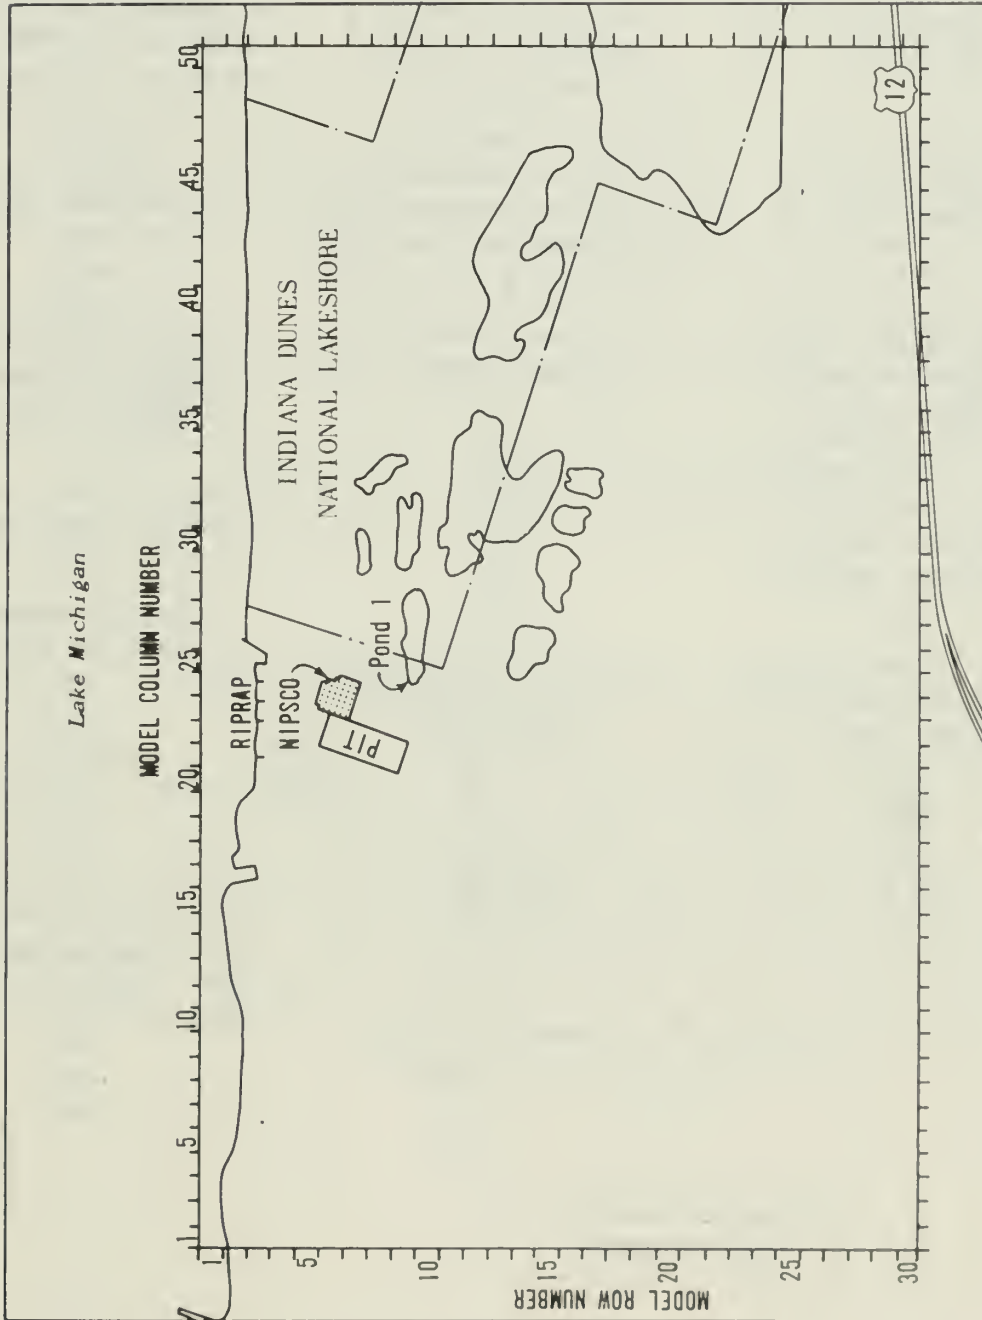 Lake Michigan
MODEL COLUMN NUMBER
1 5 10 15 20 25 30 35 40 45 50
RIPRAP
NIPSCO
PIT
Pond 1
INDIANA DUNES
NATIONAL LAKESHORE
MODEL ROW NUMBER
1
5
10
15
20
25
30
12